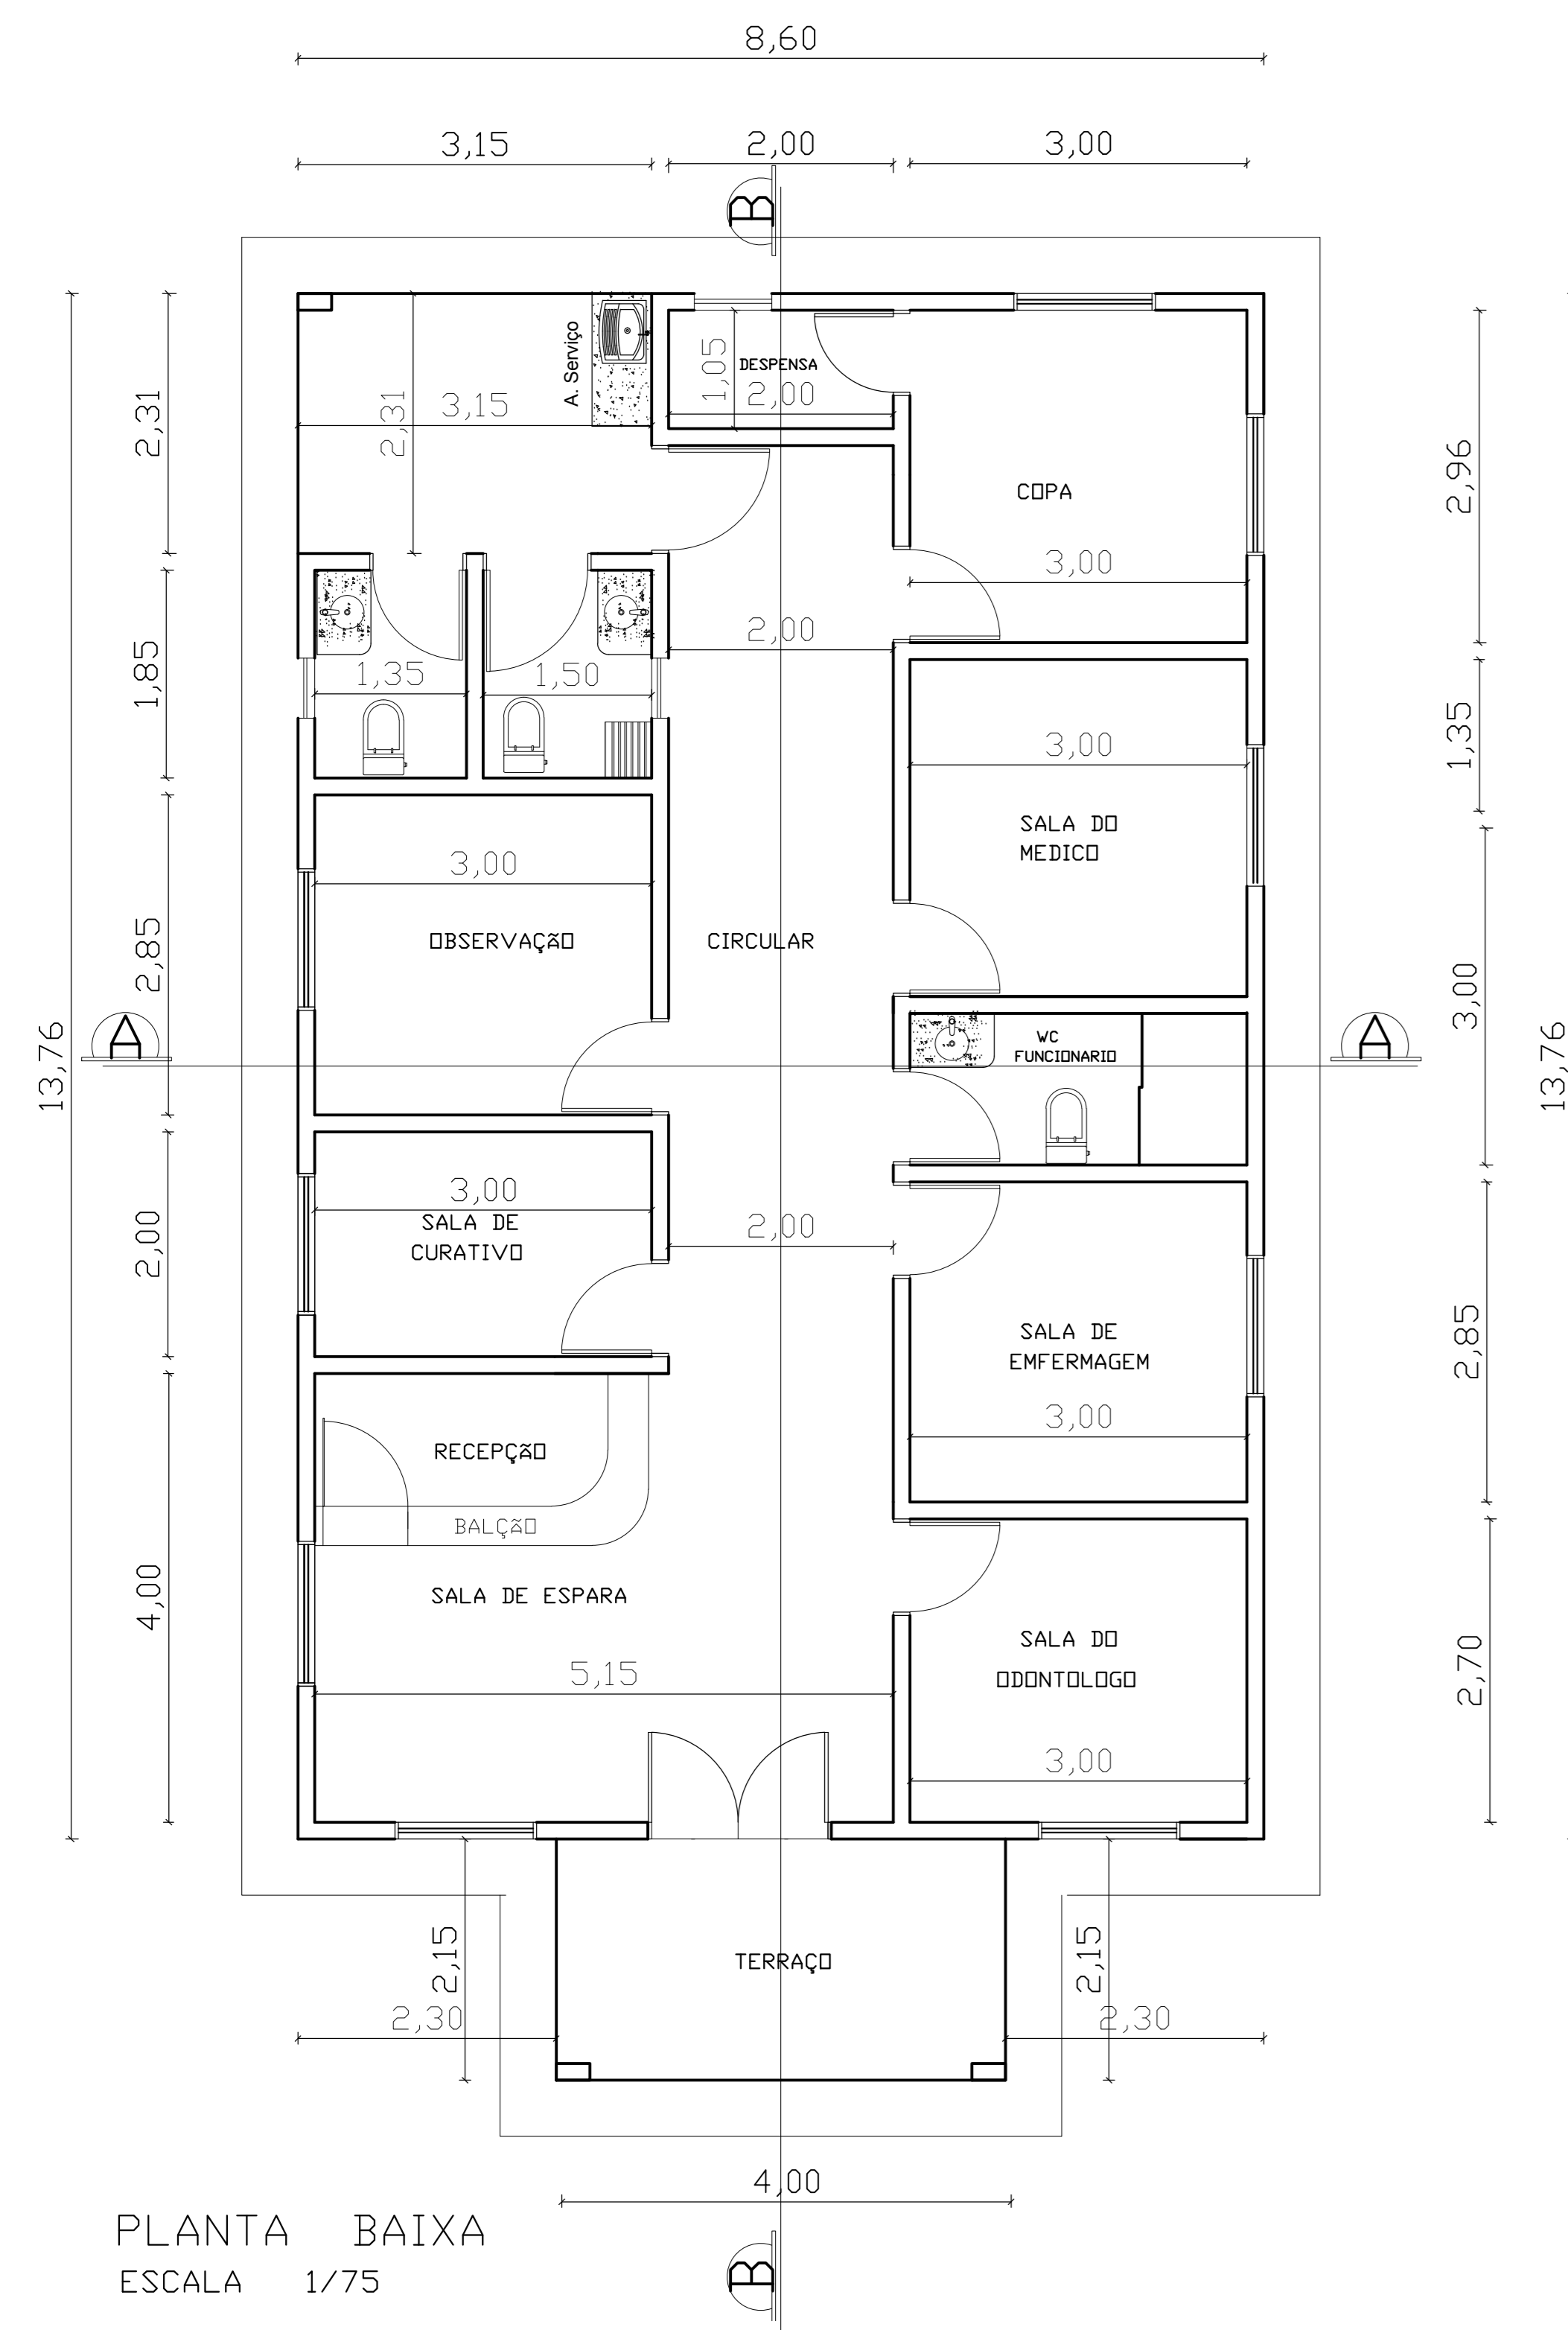 8,60
3,15
2,00
3,00
B
2,31
2,31
3,15
A. Serviço
1,05
DESPENSA
2,00
COPA
2,96
3,00
2,00
1,85
1,35
1,50
1,35
3,00
SALA DO
MEDICO
3,00
OBSERVAÇÃO
CIRCULAR
2,85
3,00
13,76
A
WC
FUNCIONARIO
A
13,76
3,00
SALA DE
CURATIVO
2,00
2,00
SALA DE
EMFERMAGEM
2,85
3,00
RECEPÇÃO
BALÇÃO
4,00
SALA DE ESPARA
5,15
SALA DO
ODONTOLOGO
2,70
3,00
2,15
TERRAÇO
2,15
2,30
2,30
4,00
PLANTA BAIXA
ESCALA 1/75
B